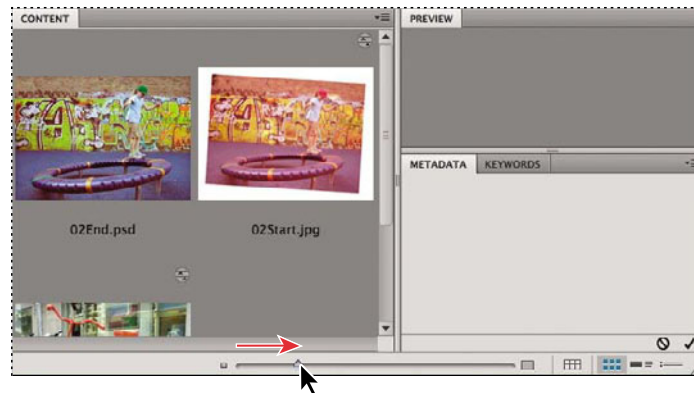 CONTENT
PREVIEW
02End.psd
02Start.jpg
METADATA
KEYWORDS